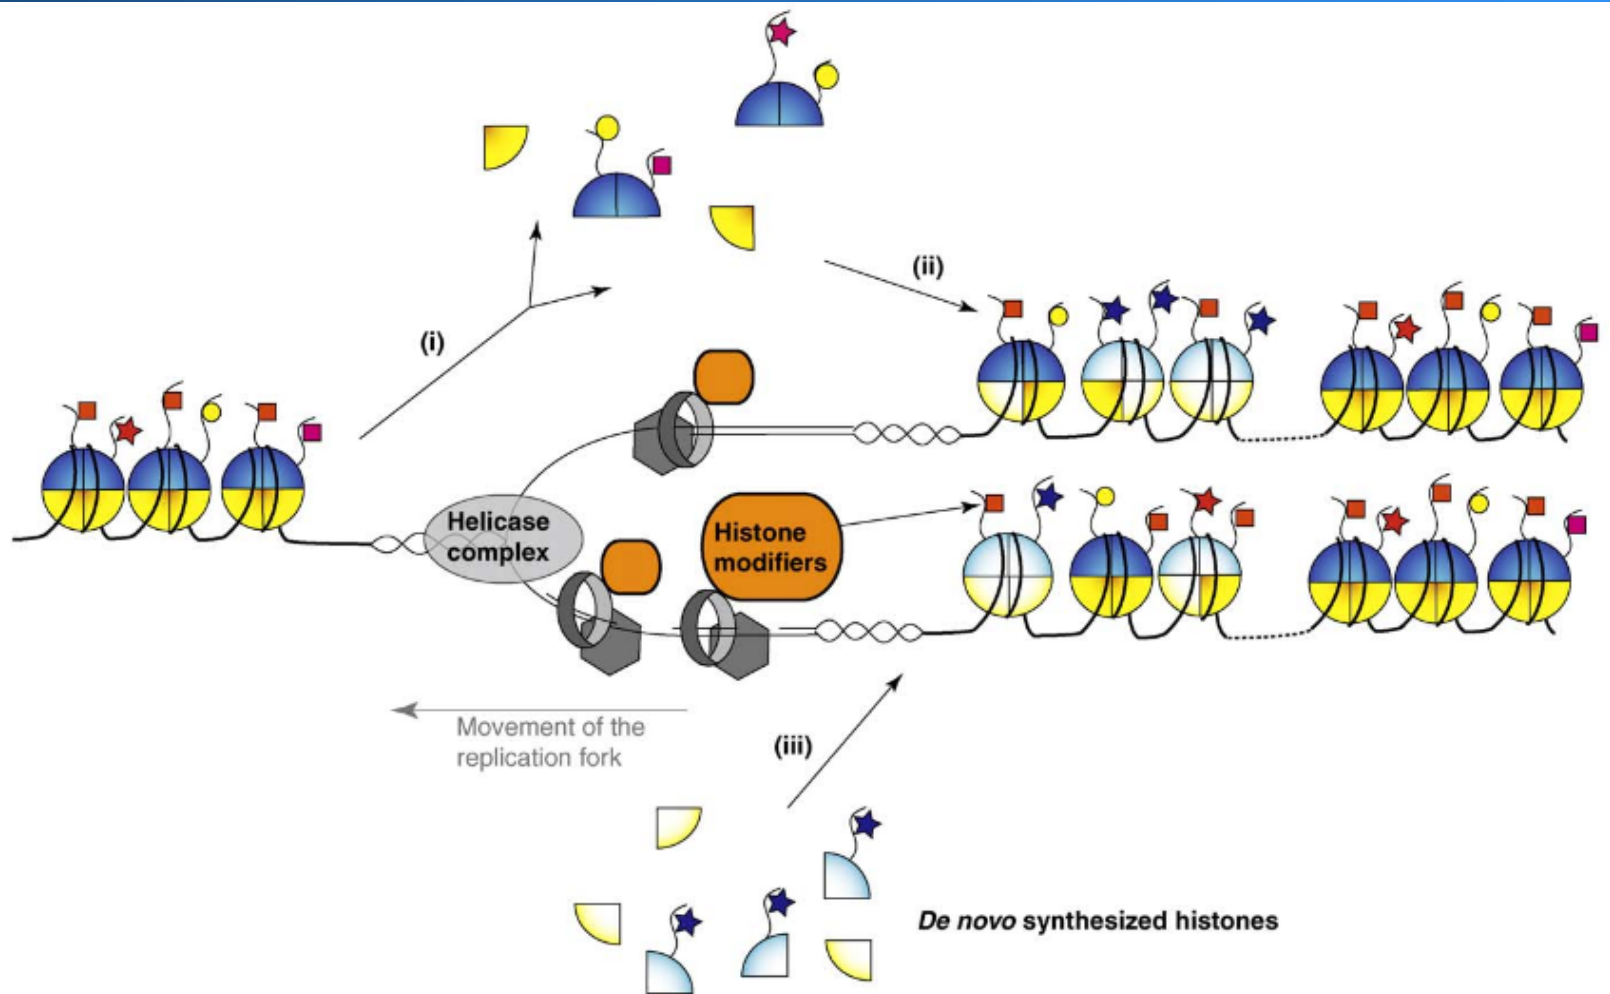 (i)
(ii)
Helicase
complex
Histone
modifiers
Movement of the
replication fork
(iii)
De novo synthesized histones